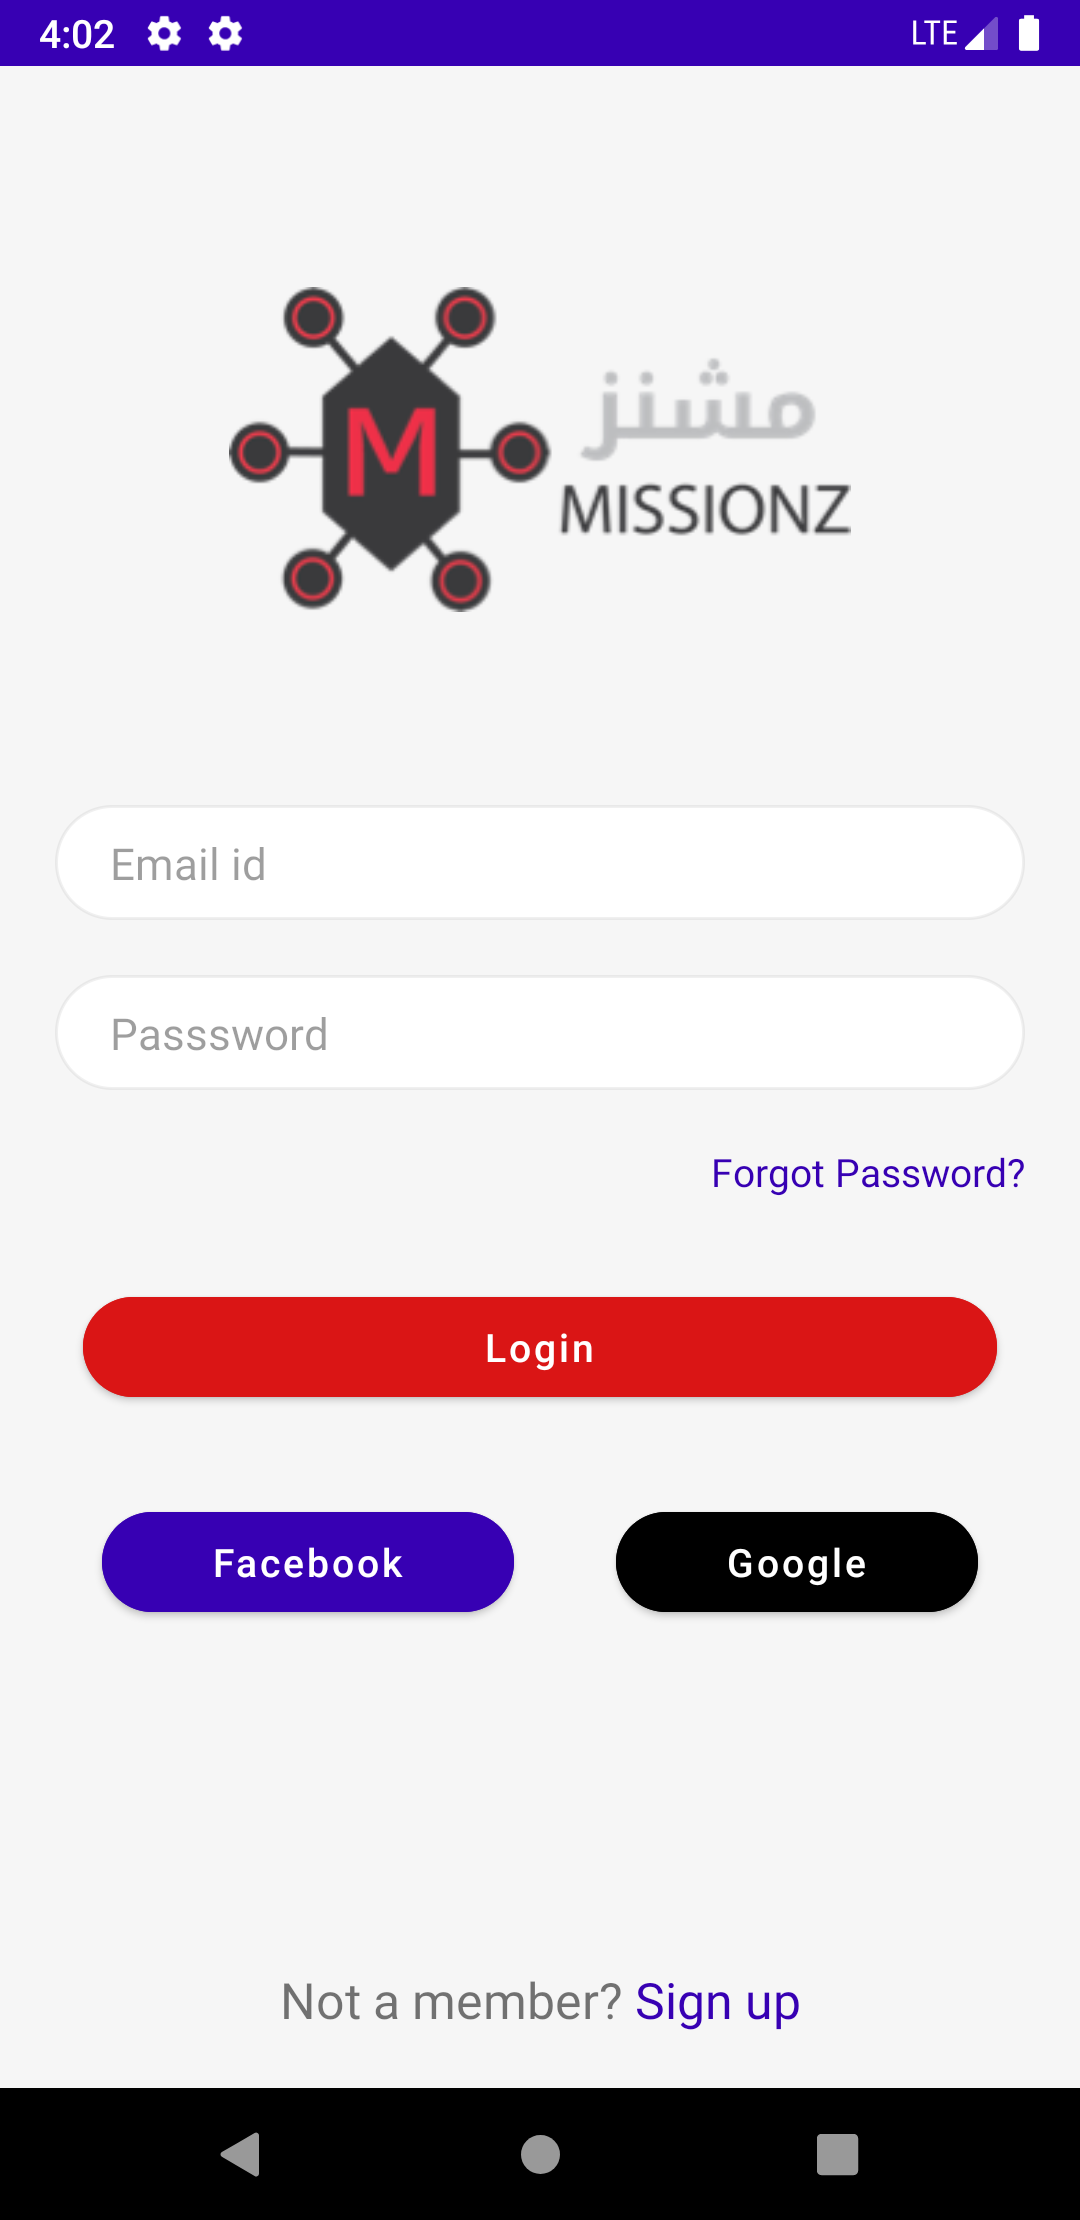 4:02 LTE
M
مشنز
MISSIONZ
Email id
Passsword
Forgot Password?
Login
Facebook Google
Not a member? Sign up